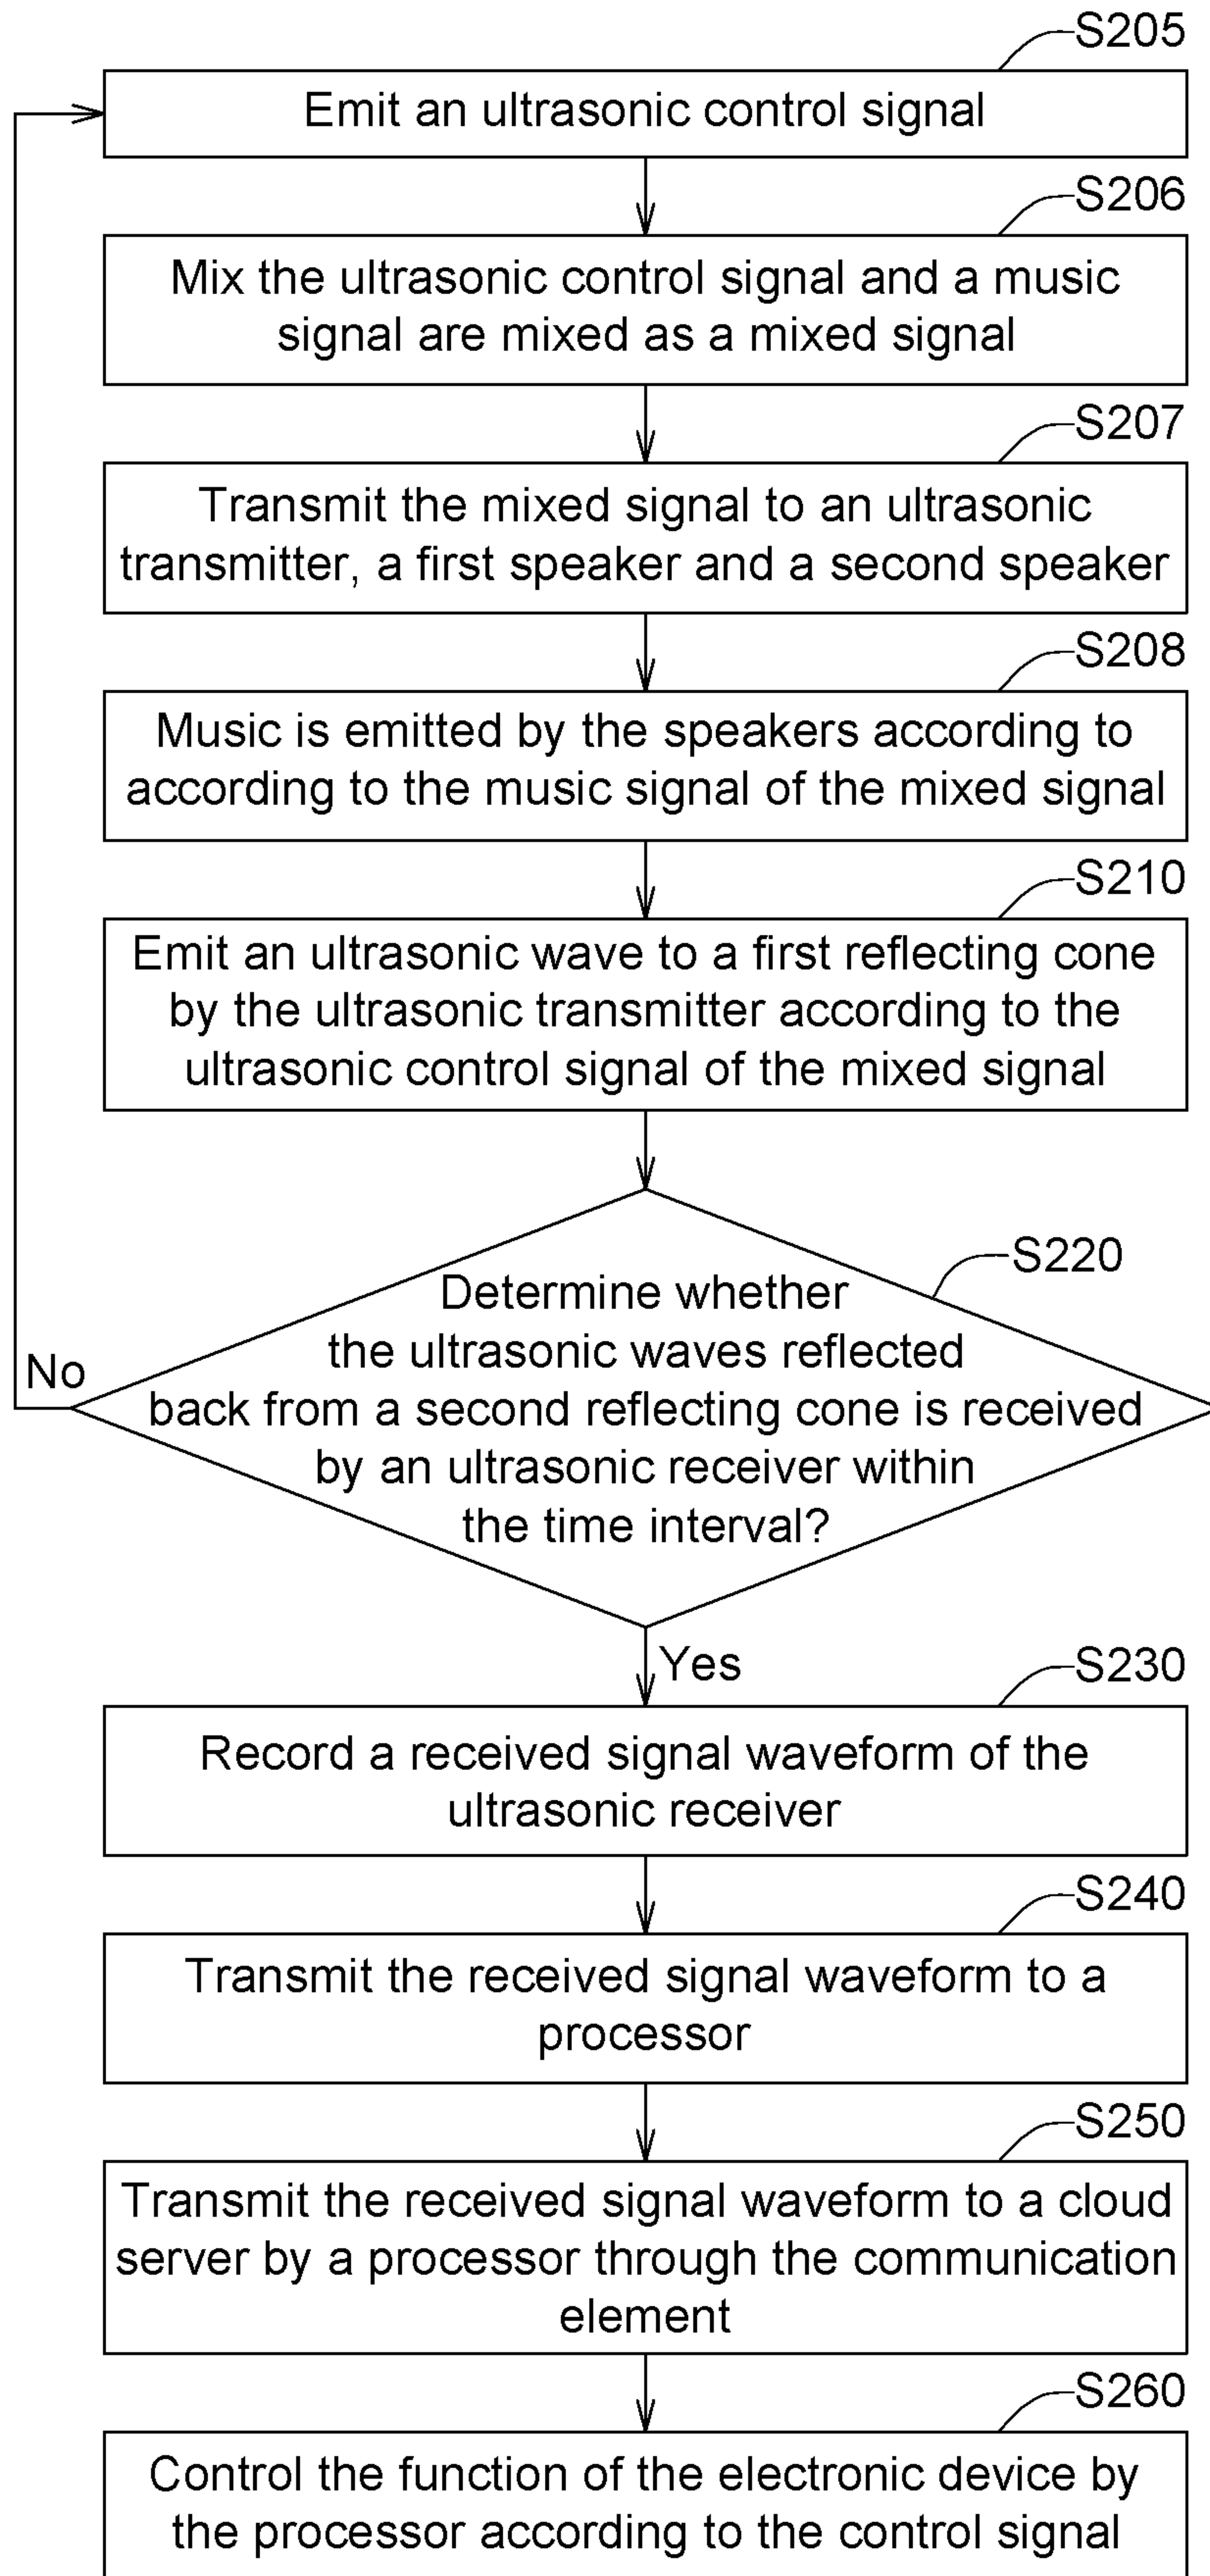 S205
Emit an ultrasonic control signal
S206
Mix the ultrasonic control signal and a music
signal are mixed as a mixed signal
S207
Transmit the mixed signal to an ultrasonic
transmitter, a first speaker and a second speaker
S208
Music is emitted by the speakers according to
according to the music signal of the mixed signal
S210
Emit an ultrasonic wave to a first reflecting cone
by the ultrasonic transmitter according to the
ultrasonic control signal of the mixed signal
S220
Determine whether
the ultrasonic waves reflected
back from a second reflecting cone is received
by an ultrasonic receiver within
the time interval?
No
Yes
S230
Record a received signal waveform of the
ultrasonic receiver
S240
Transmit the received signal waveform to a
processor
S250
Transmit the received signal waveform to a cloud
server by a processor through the communication
element
S260
Control the function of the electronic device by
the processor according to the control signal